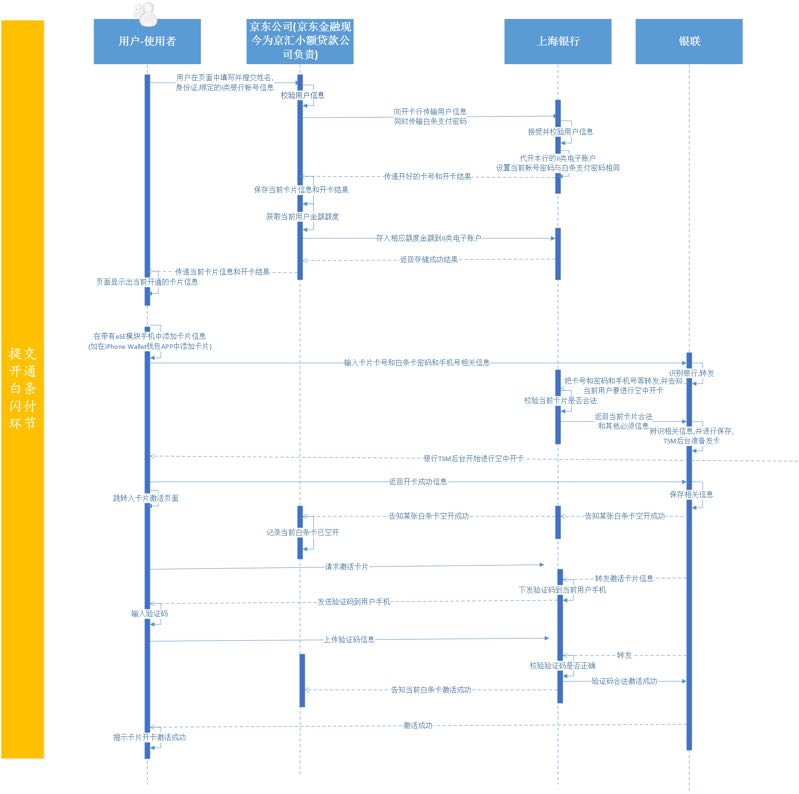 用户-使用者
京东公司(京东金融现
今为京汇小额贷款公
司负责)
上海银行
银联
提交
开通
白条
闪付
环节
用户在页面中填写并提交姓名,
身份证,绑定的I类银行帐号信息
校验用户信息
向开卡行传输用户信息
同时传输白条支付密码
接受并校验用户信息
代开本行的II类电子账户
设置当前帐号密码与白条支付密码相同
传递开好的卡号和开卡结果
保存当前卡片信息和开卡结果
获取当前用户金额额度
存入相应额度金额到II类电子账户
返回存储成功结果
传递当前卡片信息和开卡结果
页面显示出当前开通的卡片信息
在带有eSE模块手机中添加卡片信息
(如在iPhone Wallet钱包APP中添加卡片)
输入卡片卡号和白条卡密码和手机号相关信息
识别银行,转发
把卡号和密码和手机号等转发,并告知
当前用户要进行空中开卡
校验当前卡片是否合法
返回当前卡片合法
和其他必须信息
辨识相关信息,并进行保存,
TSM后台准备发卡
银行TSM后台开始进行空中开卡
返回开卡成功信息
跳转入卡片激活页面
保存相关信息
告知某张白条卡空开成功
告知某张白条卡空开成功
记录当前白条卡已空开
请求激活卡片
转发激活卡片信息
下发验证码到当前用户手机
发送验证码到用户手机
输入验证码
上传验证码信息
转发
校验验证码是否正确
验证码合法激活成功
告知当前白条卡激活成功
激活成功
提示卡片开卡激活成功